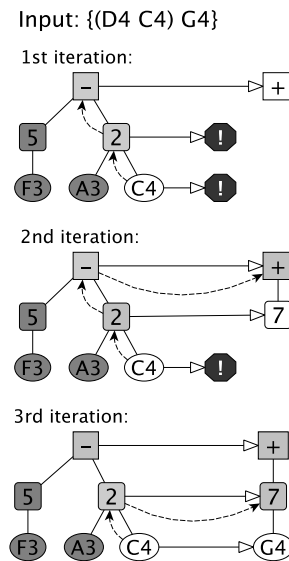 Input: {(D4 C4) G4}
1st iteration:
– +
5 2 !
F3 A3 C4 !
2nd iteration:
– +
5 2 7
F3 A3 C4 !
3rd iteration:
– +
5 2 7
F3 A3 C4 G4